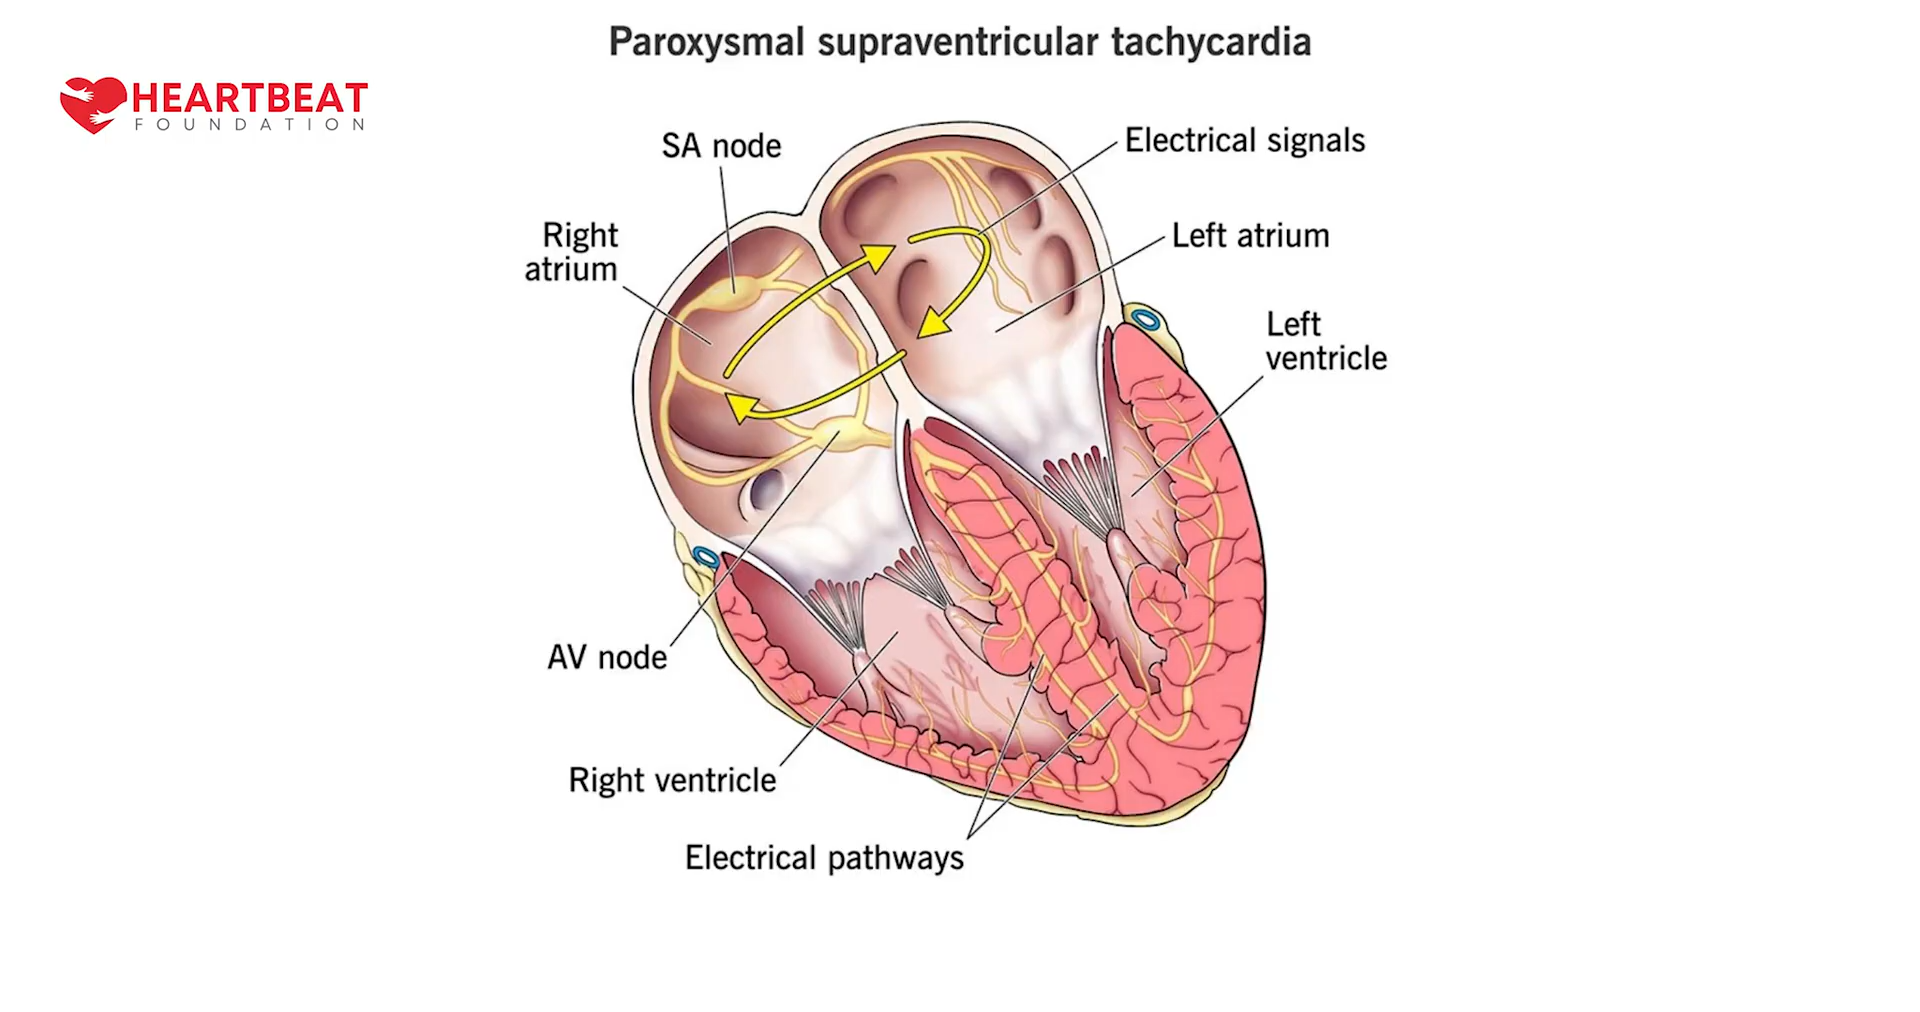 Paroxysmal supraventricular tachycardia
HEARTBEAT
FOUNDATION
SA node
Electrical signals
Right
atrium
Left atrium
Left
ventricle
AV node
Right ventricle
Electrical pathways